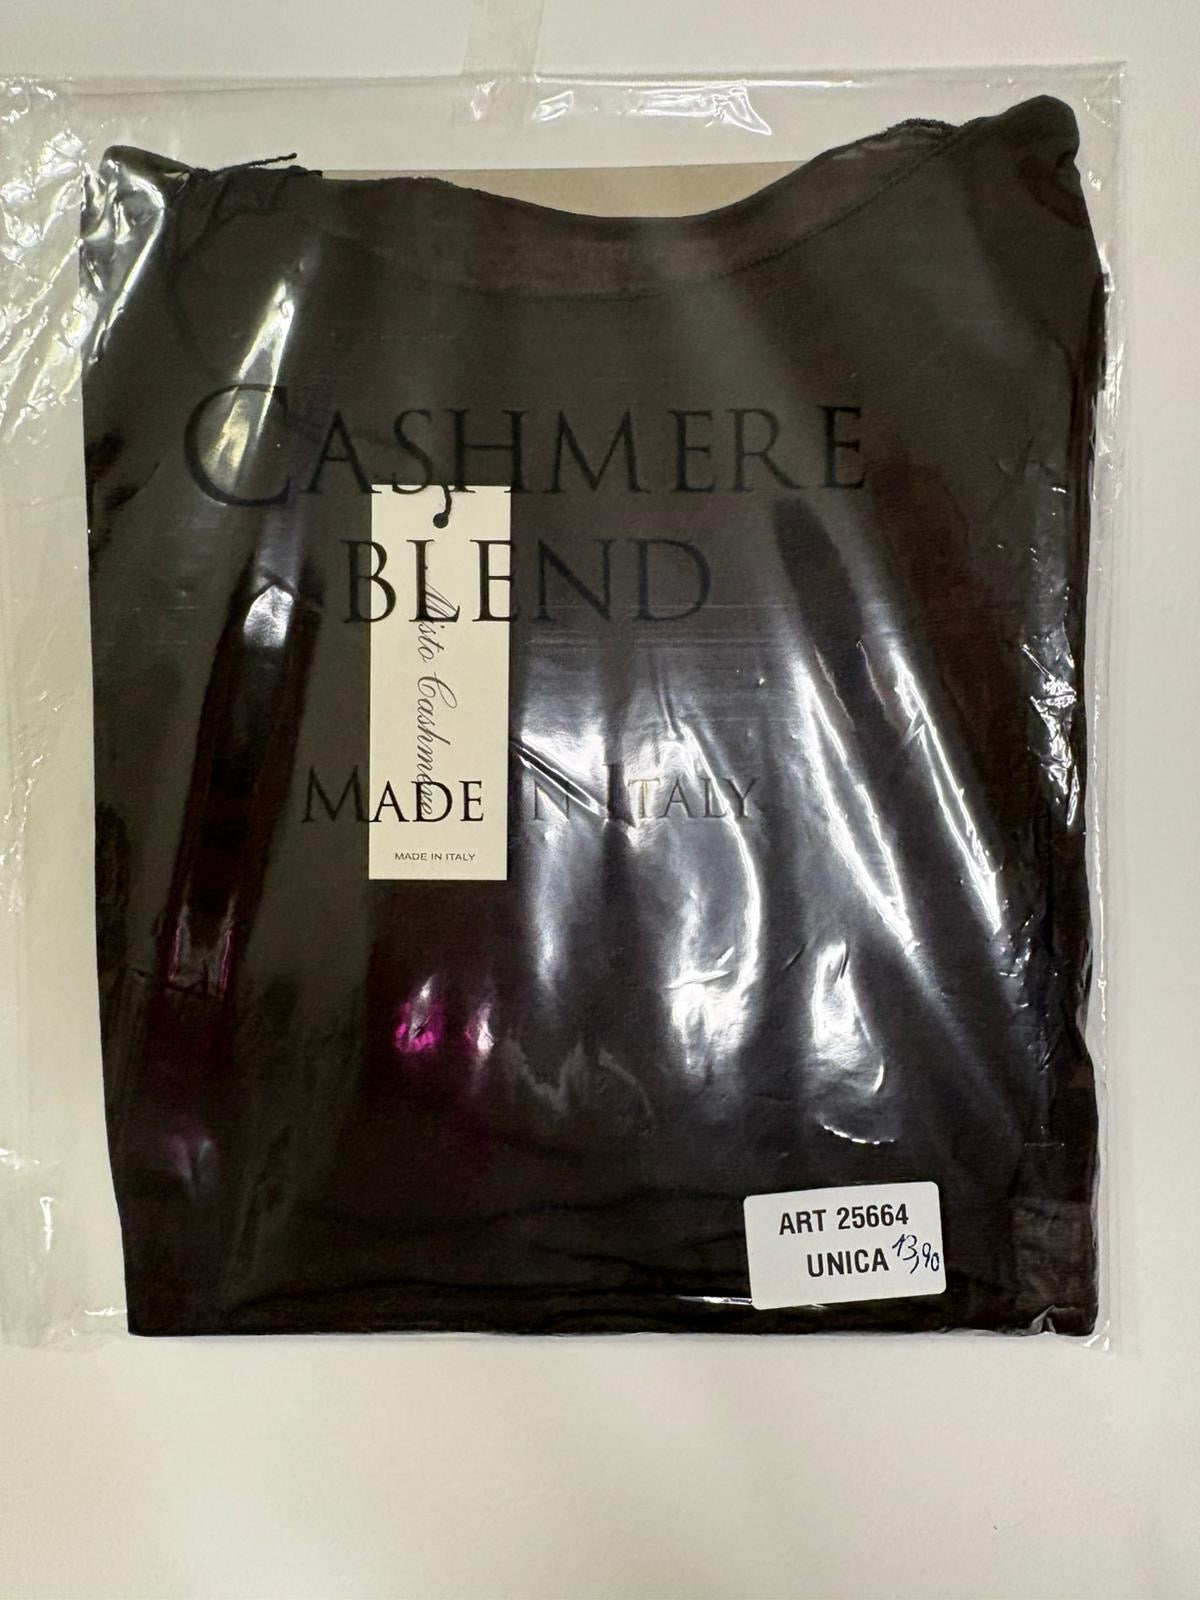 CASHMERE
BLEND
Misto Cashmere
MADE IN ITALY
MADE IN ITALY
ART 25664
UNICA 13,90